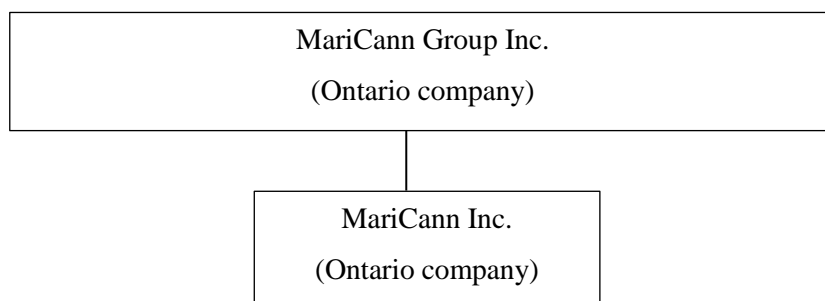 MariCann Group Inc.
(Ontario company)
MariCann Inc.
(Ontario company)